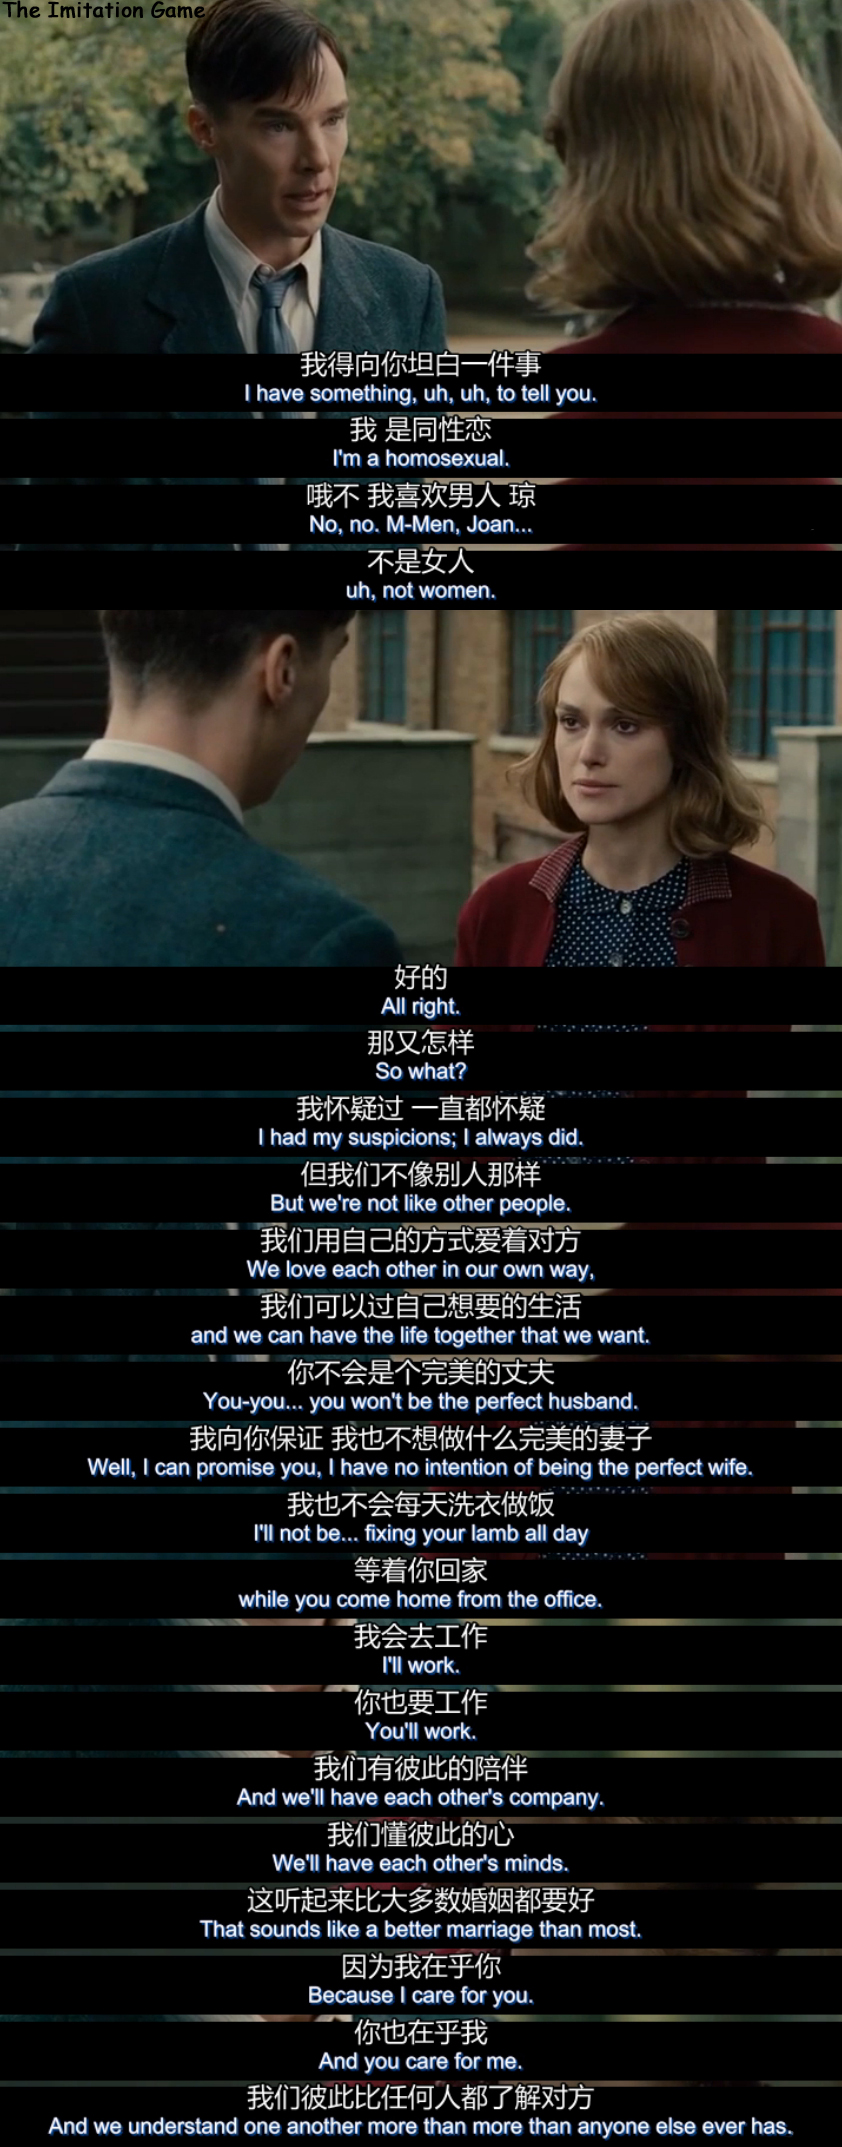 The Imitation Game
我得向你坦白一件事
I have something, uh, uh, to tell you.
我 是同性恋
I'm a homosexual.
哦不 我喜欢男人 琼
No, no. M-Men, Joan...
不是女人
uh, not women.
好的
All right.
那又怎样
So what?
我怀疑过 一直都怀疑
I had my suspicions; I always did.
但我们不像别人那样
But we're not like other people.
我们用自己的方式爱着对方
We love each other in our own way,
我们可以过自己想要的生活
and we can have the life together that we want.
你不会是个完美的丈夫
You-you... you won't be the perfect husband.
我向你保证 我也不想做什么完美的妻子
Well, I can promise you, I have no intention of being the perfect wife.
我也不会每天洗衣做饭
I'll not be... fixing your lamb all day
等着你回家
while you come home from the office.
我会去工作
I'll work.
你也要工作
You'll work.
我们有彼此的陪伴
And we'll have each other's company.
我们懂彼此的心
We'll have each other's minds.
这听起来比大多数婚姻都要好
That sounds like a better marriage than most.
因为我在乎你
Because I care for you.
你也在乎我
And you care for me.
我们彼此比任何人都了解对方
And we understand one another more than more than anyone else ever has.